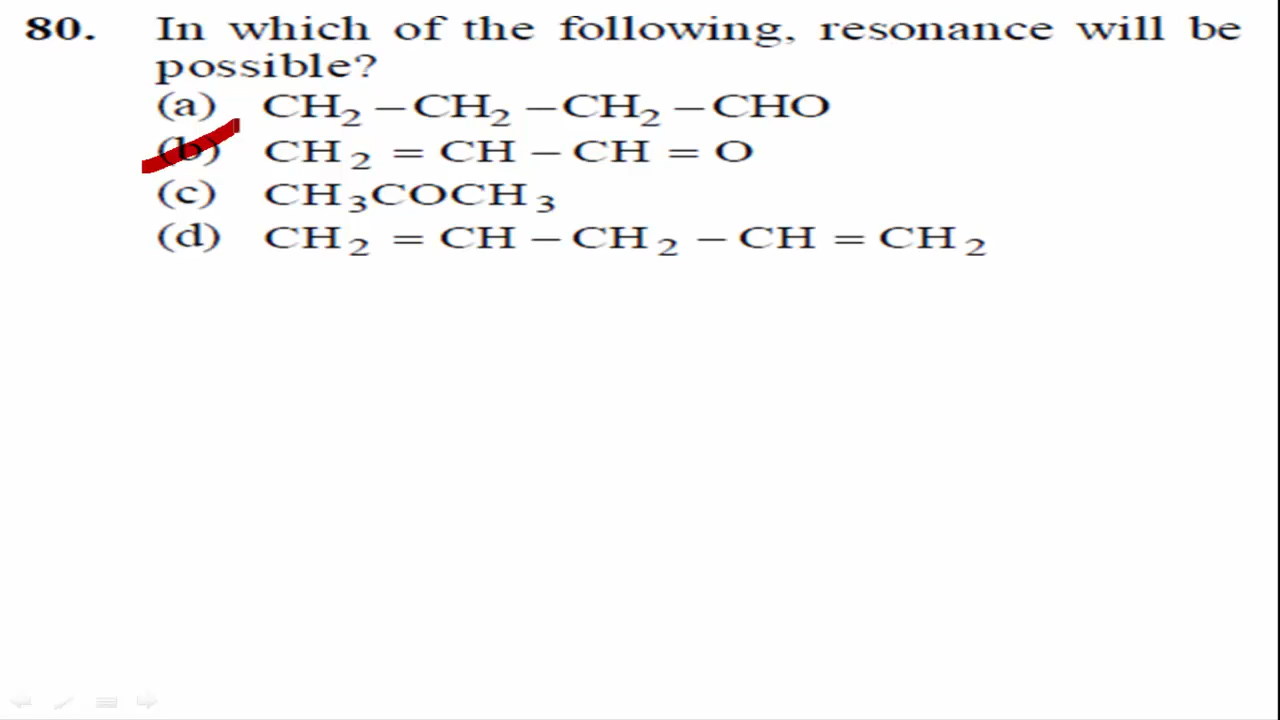 80. In which of the following, resonance will be
possible?
(a) CH₂ – CH₂ – CH₂ – CHO
(b) CH₂ = CH – CH = O
(c) CH₃COCH₃
(d) CH₂ = CH – CH₂ – CH = CH₂